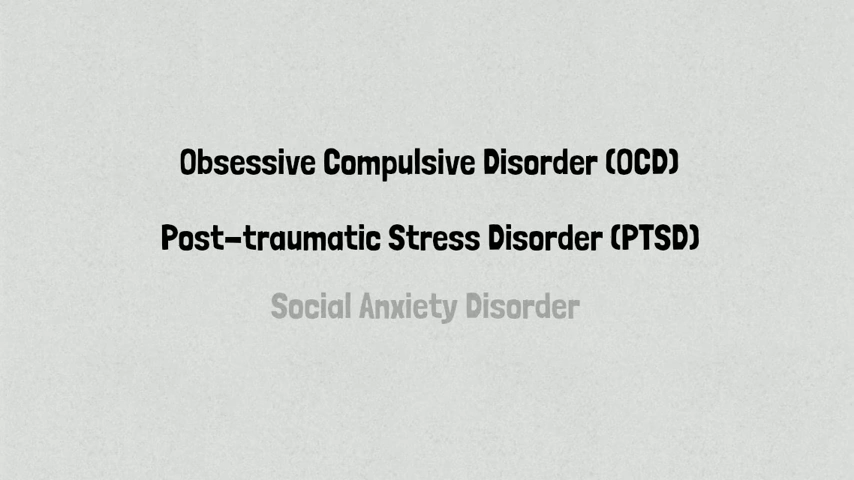 Obsessive Compulsive Disorder (OCD)
Post-traumatic Stress Disorder (PTSD)
Social Anxiety Disorder